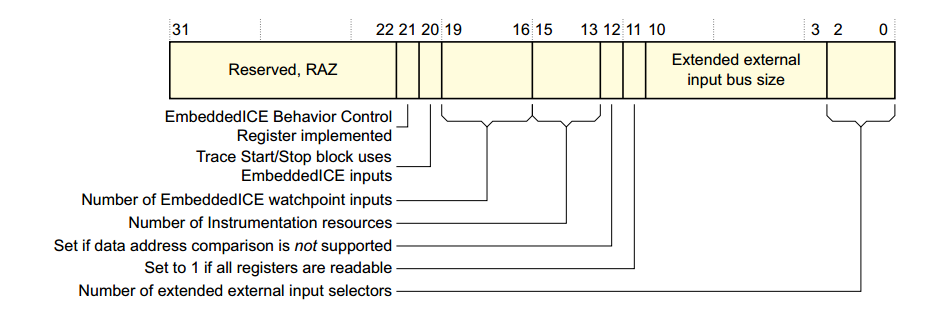 31 22 21 20 19 16 15 13 12 11 10 3 2 0
Reserved, RAZ
Extended external
input bus size
EmbeddedICE Behavior Control
Register implemented
Trace Start/Stop block uses
EmbeddedICE inputs
Number of EmbeddedICE watchpoint inputs
Number of Instrumentation resources
Set if data address comparison is not supported
Set to 1 if all registers are readable
Number of extended external input selectors